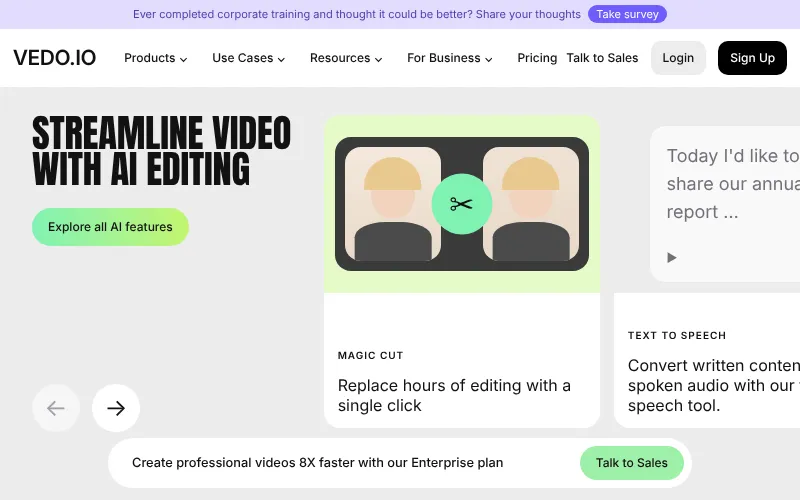 Ever completed corporate training and thought it could be better? Share your thoughts Take survey
VEDO.IO Products Use Cases Resources For Business Pricing Talk to Sales Login Sign Up
STREAMLINE VIDEO
WITH AI EDITING
Explore all AI features
MAGIC CUT
Replace hours of editing with a
single click
Today I'd like to
share our annua
report ...
TEXT TO SPEECH
Convert written conten
spoken audio with our
speech tool.
Create professional videos 8X faster with our Enterprise plan Talk to Sales